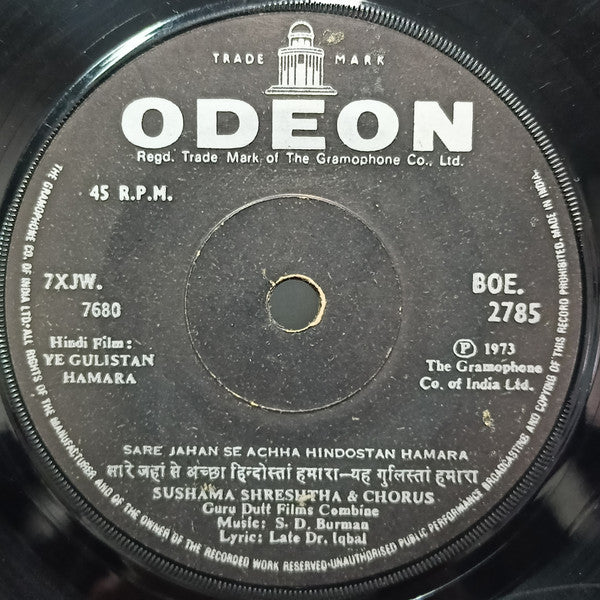 TRADE MARK
ODEON
Regd. Trade Mark of The Gramophone Co., Ltd.
45 R.P.M.
7XJW.
7680
BOE.
2785
Hindi Film:
YE GULISTAN
HAMARA
Ⓟ 1973
The Gramophone
Co. of India Ltd.
SARE JAHAN SE ACHHA HINDOSTAN HAMARA
सारे जहां से अच्छा हिन्दोस्तां हमारा—यह गुलिस्तां हमारा
SUSHAMA SHRESHTHA & CHORUS
Guru Dutt Films Combine
Music: S. D. Burman
Lyric: Late Dr, Iqbal
THE GRAMOPHONE CO. OF INDIA LTD. ALL RIGHTS OF THE MANUFACTURER AND OF THE OWNER OF THE RECORDED WORK RESERVED-UNAUTHORISED PUBLIC PERFORMANCE BROADCASTING AND COPYING OF THIS RECORD PROHIBITED. MADE IN INDIA.